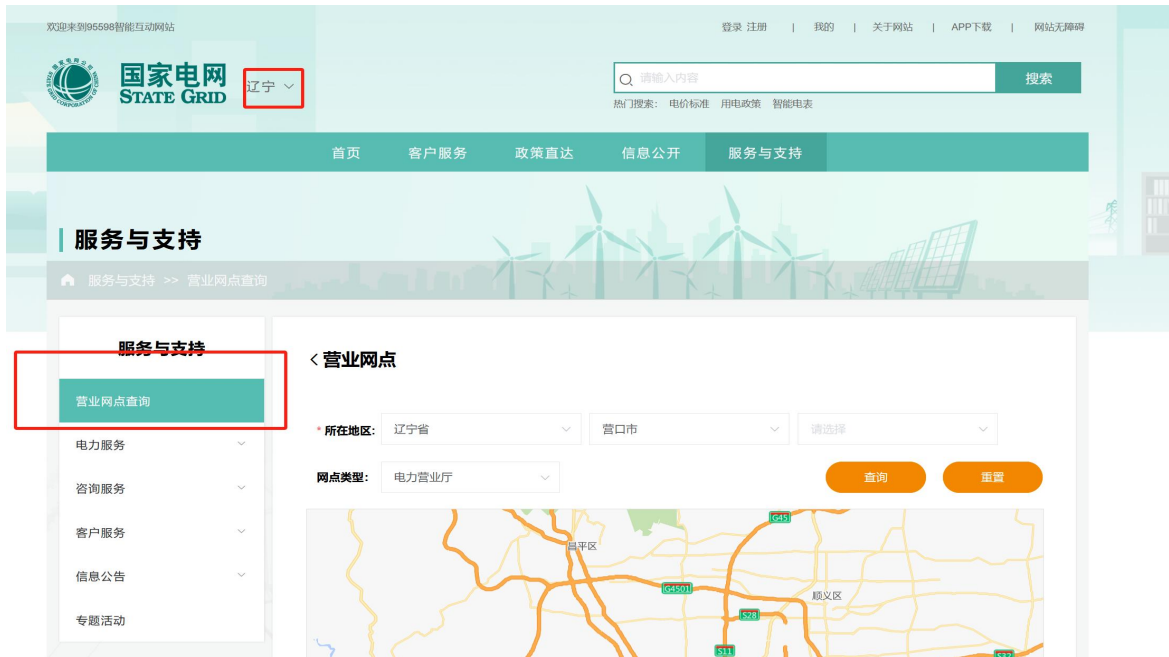 欢迎来到95598智能互动网站
登录 注册 | 我的 | 关于网站 | APP下载 | 网站无障碍
国家电网
STATE GRID
辽宁
请输入内容
搜索
热门搜索： 电价标准 用电政策 智能电表
首页 客户服务 政策直达 信息公开 服务与支持
服务与支持
服务与支持 >> 营业网点查询
服务与支持
营业网点查询
电力服务
咨询服务
客户服务
信息公告
专题活动
<营业网点
* 所在地区: 辽宁省 营口市 请选择
网点类型: 电力营业厅
查询 重置
G45
昌平区
G4501
顺义区
S28
S11
S32